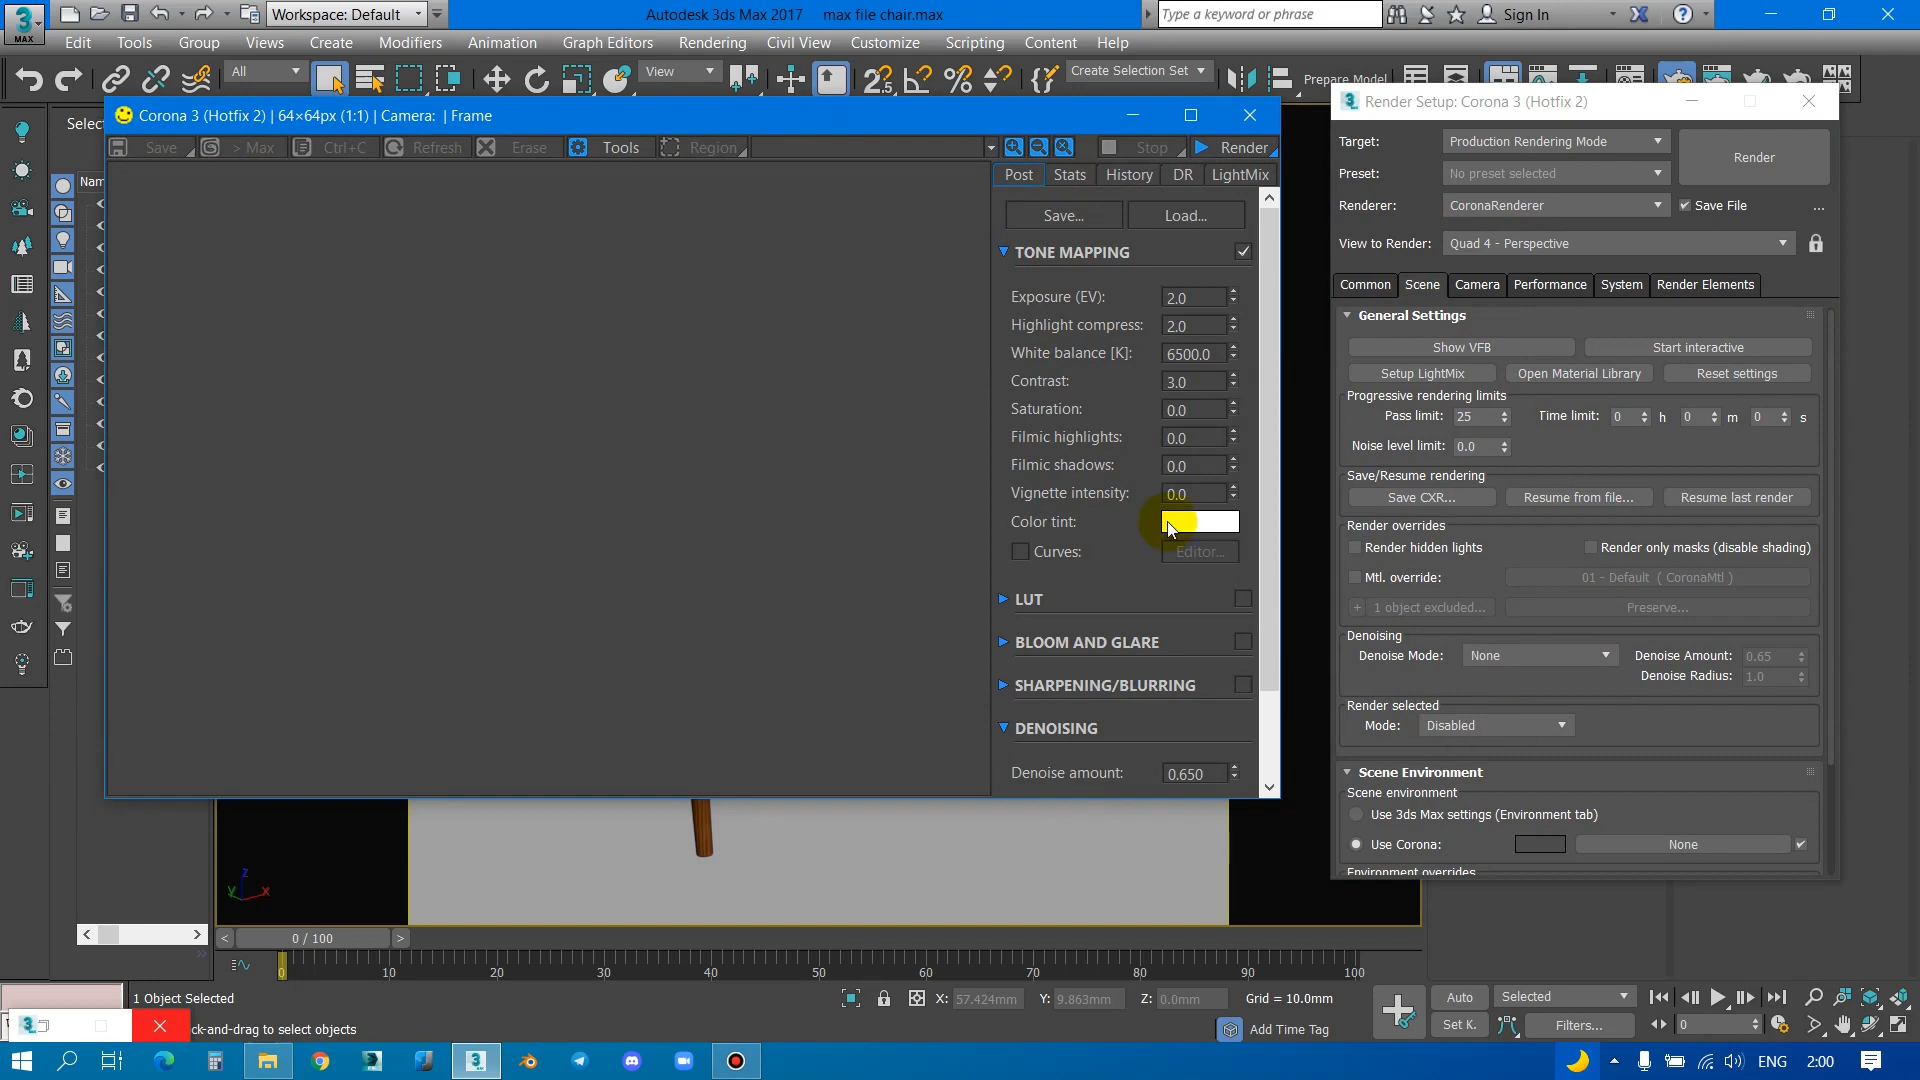 Workspace: Default
Autodesk 3ds Max 2017 max file chair.max
Type a keyword or phrase
Sign In
MAX
Edit Tools Group Views Create Modifiers Animation Graph Editors Rendering Civil View Customize Scripting Content Help
All
View
Create Selection Set
Prepare Model
Selec
Corona 3 (Hotfix 2) | 64×64px (1:1) | Camera: | Frame
Save > Max Ctrl+C Refresh Erase Tools Region Stop Render
Nam
Post Stats History DR LightMix
Save... Load...
TONE MAPPING
Exposure (EV): 2.0
Highlight compress: 2.0
White balance [K]: 6500.0
Contrast: 3.0
Saturation: 0.0
Filmic highlights: 0.0
Filmic shadows: 0.0
Vignette intensity: 0.0
Color tint:
Curves: Editor...
LUT
BLOOM AND GLARE
SHARPENING/BLURRING
DENOISING
Denoise amount: 0.650
Render Setup: Corona 3 (Hotfix 2)
Target: Production Rendering Mode
Render
Preset: No preset selected
Renderer: CoronaRenderer Save File ...
View to Render: Quad 4 - Perspective
Common Scene Camera Performance System Render Elements
General Settings
Show VFB Start interactive
Setup LightMix Open Material Library Reset settings
Progressive rendering limits
Pass limit: 25 Time limit: 0 h 0 m 0 s
Noise level limit: 0.0
Save/Resume rendering
Save CXR... Resume from file... Resume last render
Render overrides
Render hidden lights Render only masks (disable shading)
Mtl. override: 01 - Default ( CoronaMtl )
+ 1 object excluded... Preserve...
Denoising
Denoise Mode: None Denoise Amount: 0.65
Denoise Radius: 1.0
Render selected
Mode: Disabled
Scene Environment
Scene environment
Use 3ds Max settings (Environment tab)
Use Corona: None
Environment overrides
z
y x
< 0 / 100 >
0 10 20 30 40 50 60 70 80 90 100
1 Object Selected
X: 57.424mm Y: 9.863mm Z: 0.0mm Grid = 10.0mm
Auto Selected
ck-and-drag to select objects
Add Time Tag
Set K. Filters... 0
ENG 2:00